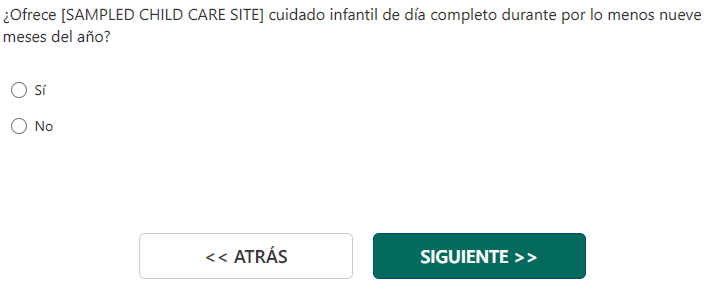 ¿Ofrece [SAMPLED CHILD CARE SITE] cuidado infantil de día completo durante por lo menos nueve
meses del año?
Sí
No
<< ATRÁS
SIGUIENTE >>